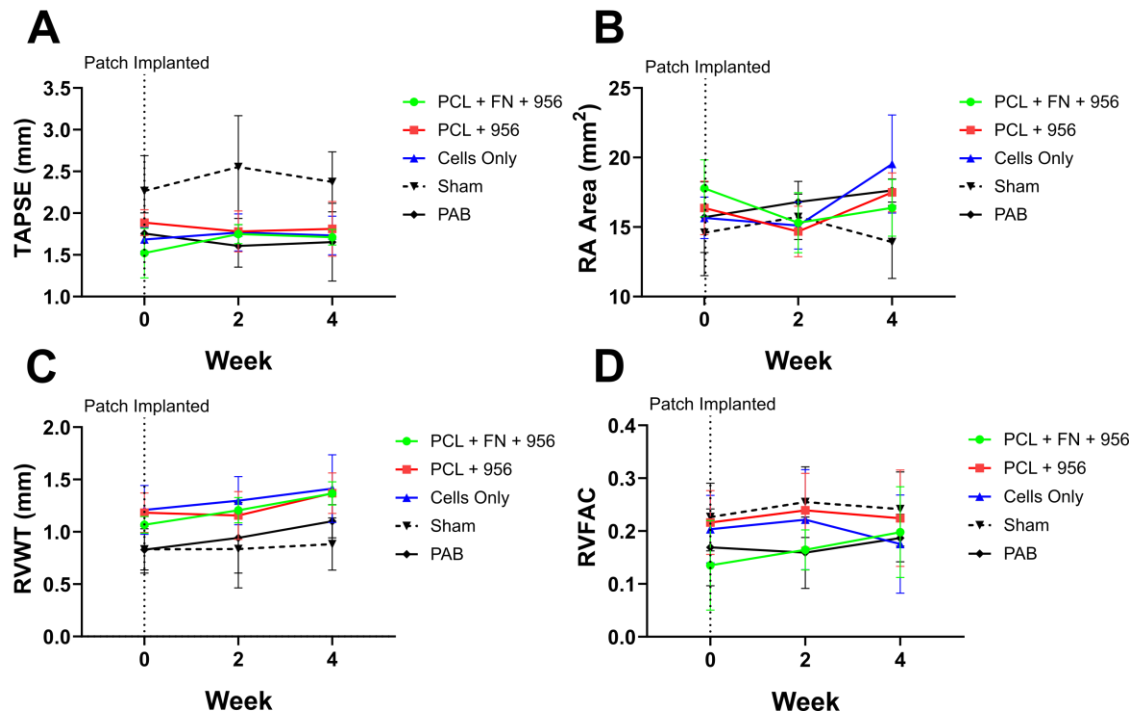 A
Patch Implanted
TAPSE (mm)
3.5
3.0
2.5
2.0
1.5
1.0
0
2
4
Week
PCL + FN + 956
PCL + 956
Cells Only
Sham
PAB
B
Patch Implanted
RA Area (mm²)
25
20
15
10
0
2
4
Week
PCL + FN + 956
PCL + 956
Cells Only
Sham
PAB
C
Patch Implanted
RVWT (mm)
2.0
1.5
1.0
0.5
0.0
0
2
4
Week
PCL + FN + 956
PCL + 956
Cells Only
Sham
PAB
D
Patch Implanted
RVFAC
0.4
0.3
0.2
0.1
0.0
0
2
4
Week
PCL + FN + 956
PCL + 956
Cells Only
Sham
PAB